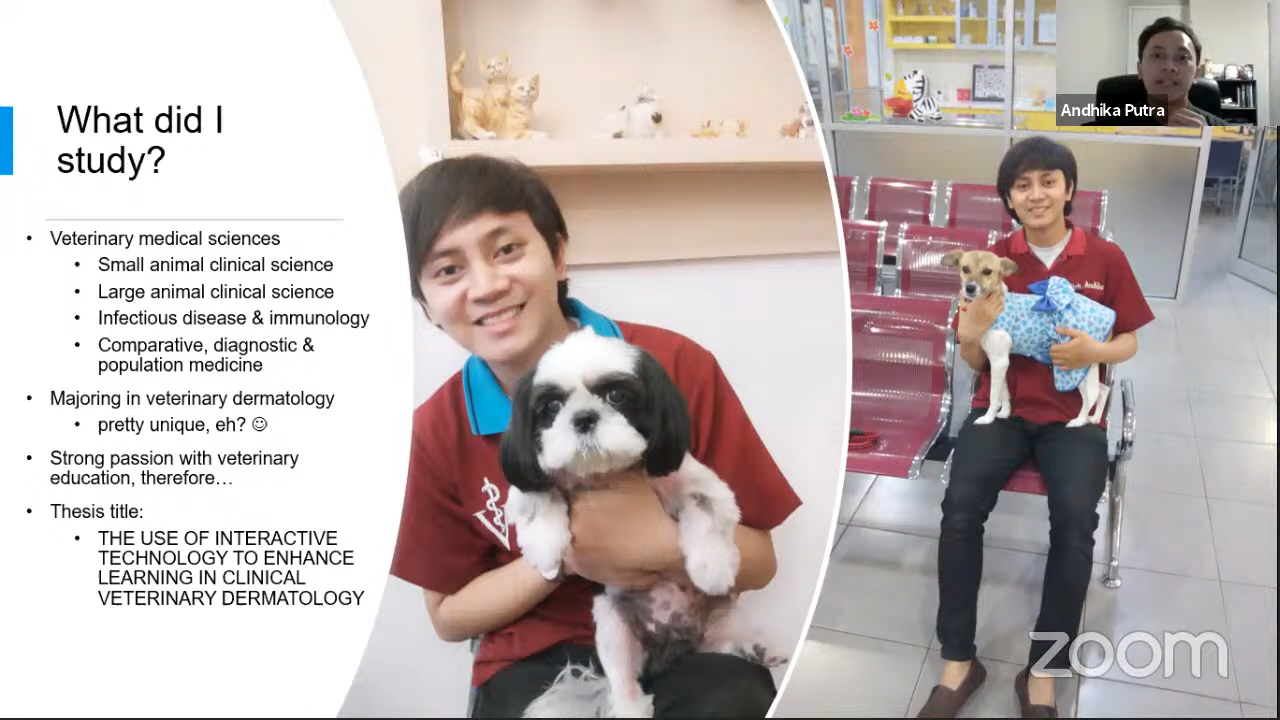 What did I
study?
• Veterinary medical sciences
• Small animal clinical science
• Large animal clinical science
• Infectious disease & immunology
• Comparative, diagnostic &
population medicine
• Majoring in veterinary dermatology
• pretty unique, eh? ☺
• Strong passion with veterinary
education, therefore…
• Thesis title:
• THE USE OF INTERACTIVE
TECHNOLOGY TO ENHANCE
LEARNING IN CLINICAL
VETERINARY DERMATOLOGY
Andhika Putra
Andhika
zoom